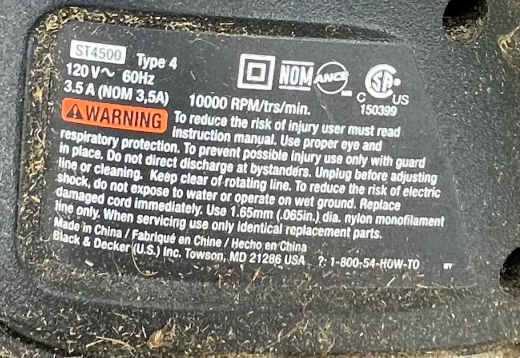 ST4500 Type 4
120 V~ 60Hz
3.5 A (NOM 3,5A) 10000 RPM/trs/min.
NOM ANCE C US
150399
WARNING To reduce the risk of injury user must read
instruction manual. Use proper eye and
respiratory protection. To prevent possible injury use only with guard
in place. Do not direct discharge at bystanders. Unplug before adjusting
line or cleaning. Keep clear of rotating line. To reduce the risk of electric
shock, do not expose to water or operate on wet ground. Replace
damaged cord immediately. Use 1.65mm (.065in.) dia. nylon monofilament
line only. When servicing use only identical replacement parts.
Made in China / Fabriqué en Chine / Hecho en China
Black & Decker (U.S.) Inc. Towson, MD 21286 USA ?: 1-800-54-HOW-TO